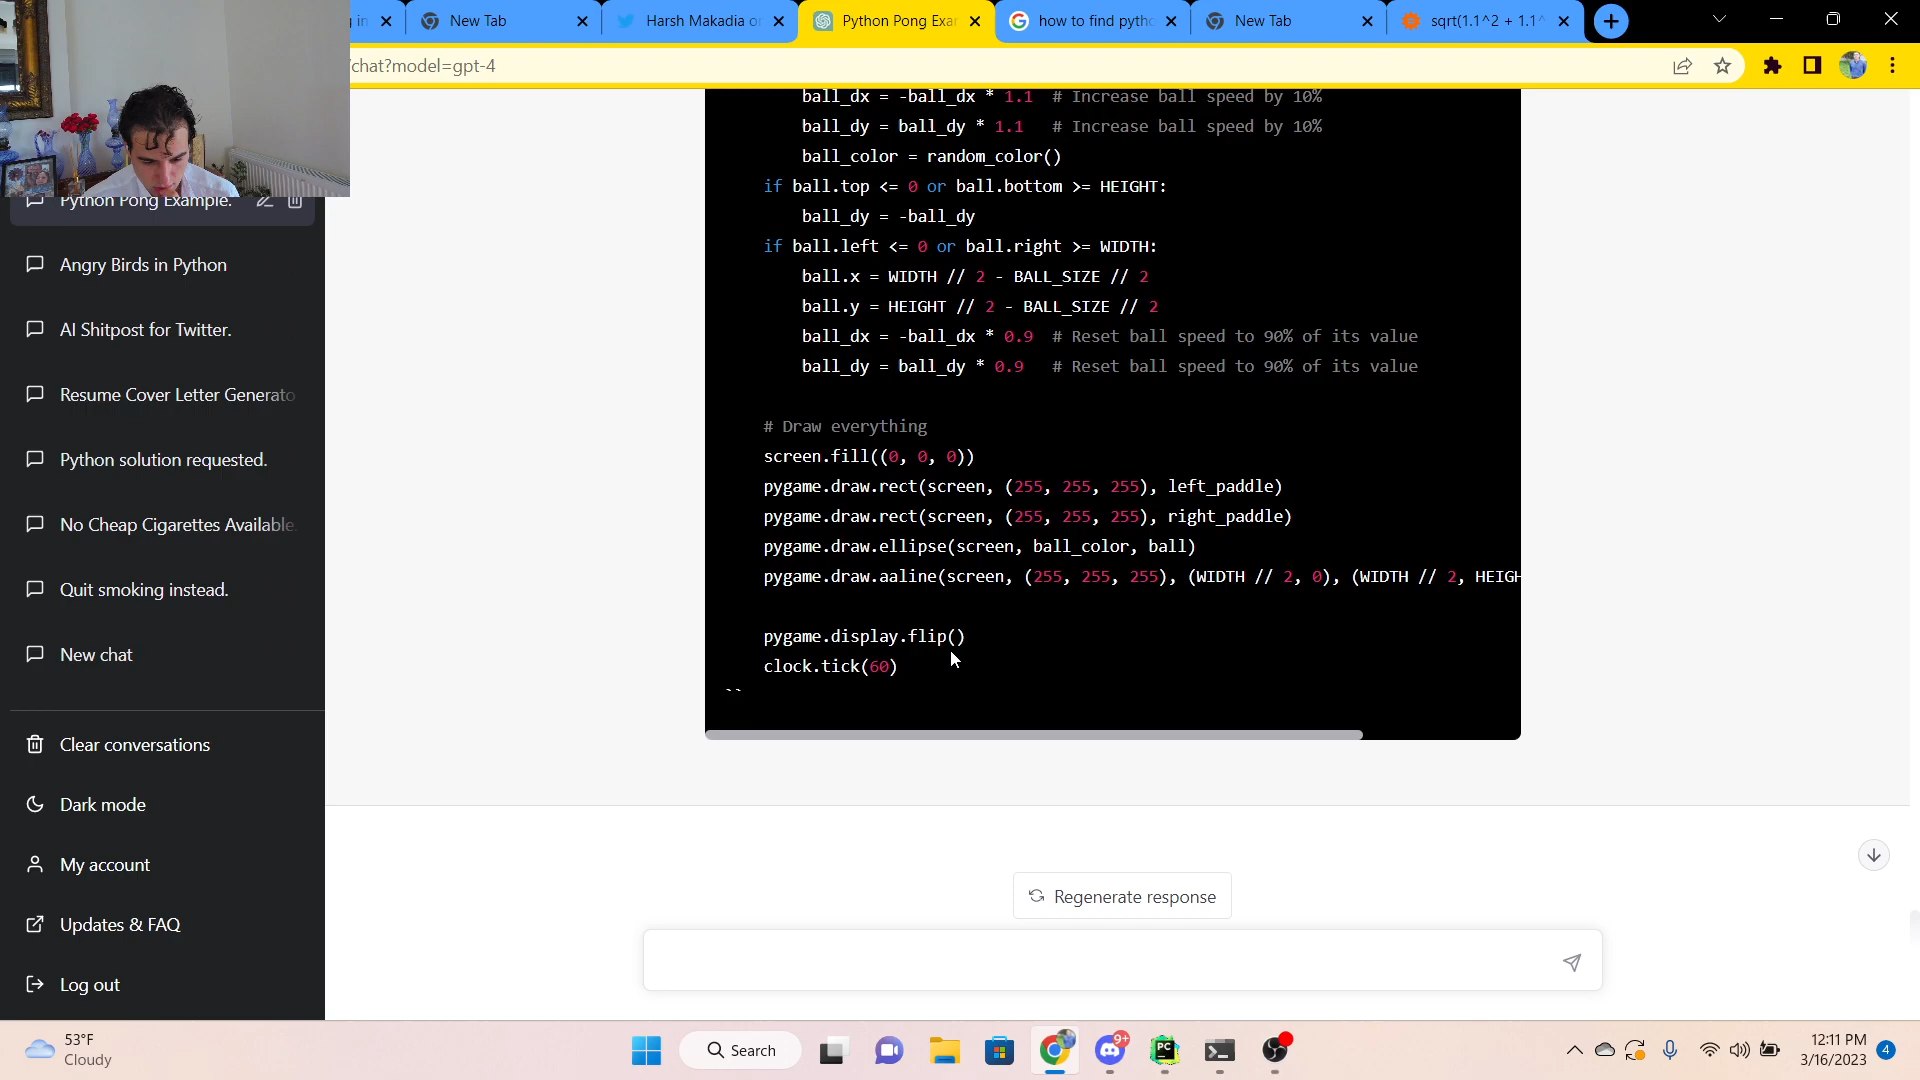 g in
New Tab
Harsh Makadia or
Python Pong Exar
how to find pytho
New Tab
sqrt(1.1^2 + 1.1^
/chat?model=gpt-4
Python Pong Example.
Angry Birds in Python
AI Shitpost for Twitter.
Resume Cover Letter Generato
Python solution requested.
No Cheap Cigarettes Available.
Quit smoking instead.
New chat
Clear conversations
Dark mode
My account
Updates & FAQ
Log out
ball_dx = -ball_dx * 1.1  # Increase ball speed by 10%
ball_dy = ball_dy * 1.1   # Increase ball speed by 10%
ball_color = random_color()
if ball.top <= 0 or ball.bottom >= HEIGHT:
ball_dy = -ball_dy
if ball.left <= 0 or ball.right >= WIDTH:
ball.x = WIDTH // 2 - BALL_SIZE // 2
ball.y = HEIGHT // 2 - BALL_SIZE // 2
ball_dx = -ball_dx * 0.9  # Reset ball speed to 90% of its value
ball_dy = ball_dy * 0.9   # Reset ball speed to 90% of its value
# Draw everything
screen.fill((0, 0, 0))
pygame.draw.rect(screen, (255, 255, 255), left_paddle)
pygame.draw.rect(screen, (255, 255, 255), right_paddle)
pygame.draw.ellipse(screen, ball_color, ball)
pygame.draw.aaline(screen, (255, 255, 255), (WIDTH // 2, 0), (WIDTH // 2, HEIGH
pygame.display.flip()
clock.tick(60)
``
Regenerate response
53°F
Cloudy
Search
9+
PC
12:11 PM
3/16/2023
4